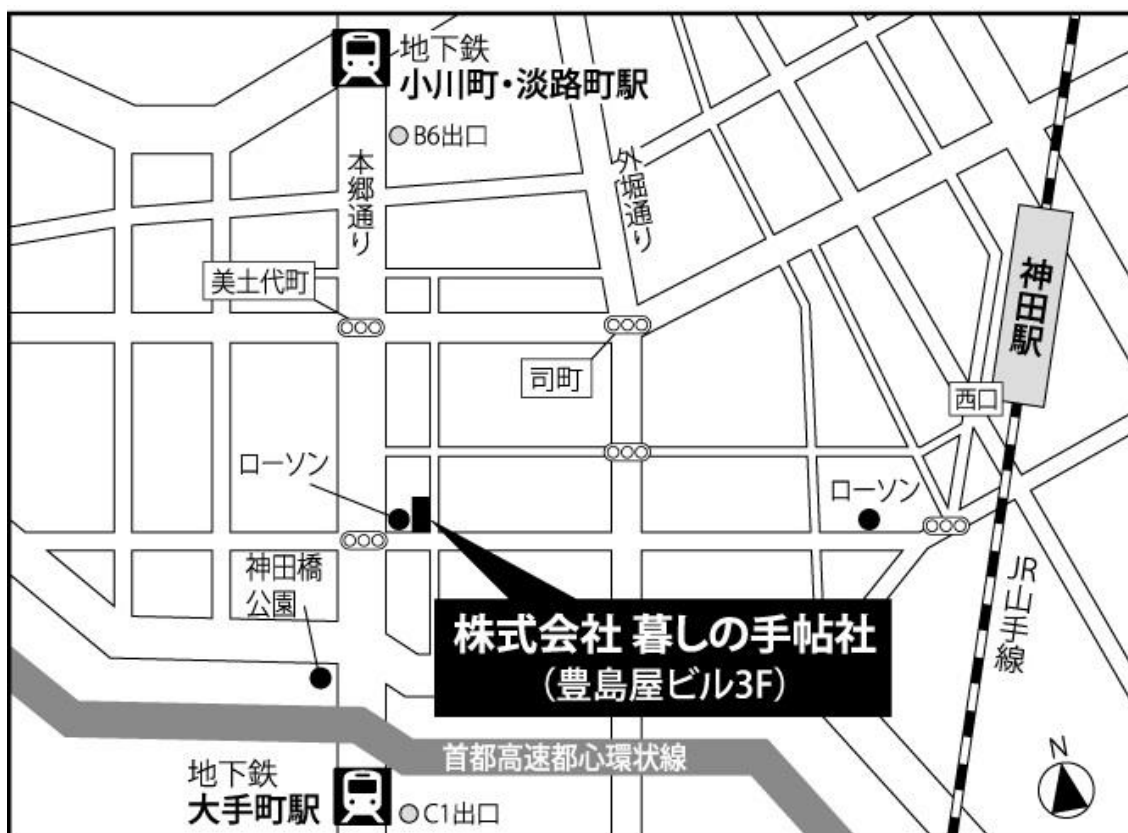 地下鉄
小川町・淡路町駅
B6出口
本郷通り
外堀通り
美土代町
神田駅
司町
西口
ローソン
ローソン
神田橋
公園
JR山手線
株式会社 暮しの手帖社
(豊島屋ビル3F)
首都高速都心環状線
N
地下鉄
大手町駅
C1出口